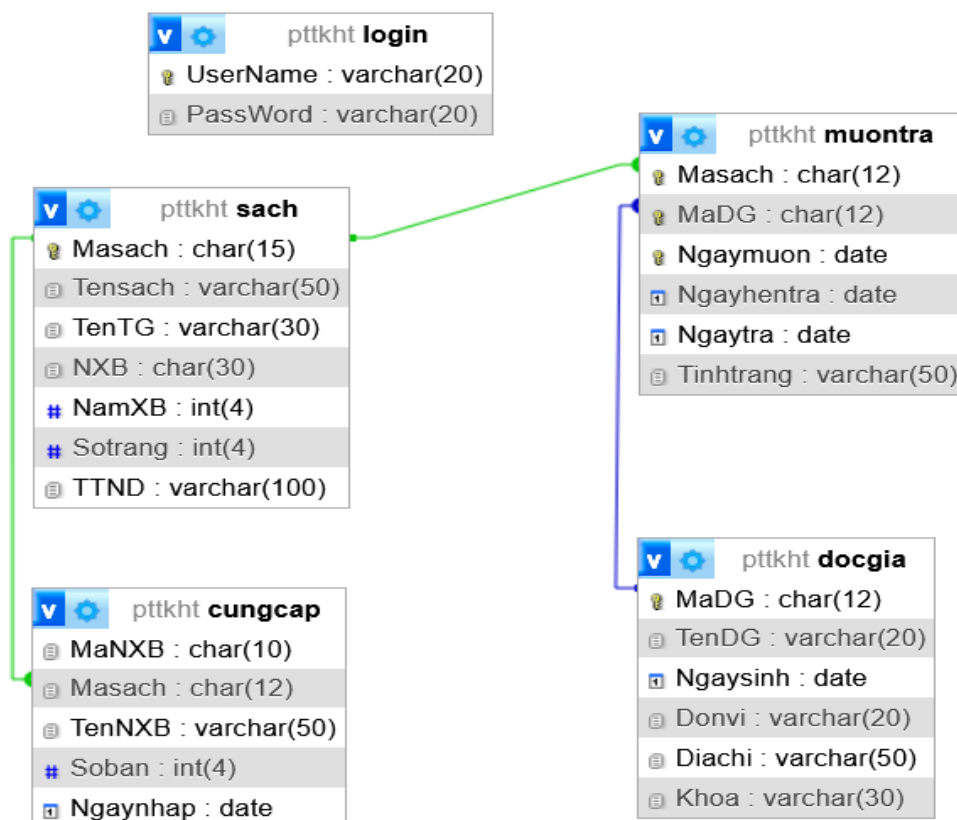 v pttkht login
UserName : varchar(20)
PassWord : varchar(20)
v pttkht muontra
Masach : char(12)
MaDG : char(12)
Ngaymuon : date
Ngayhentra : date
Ngaytra : date
Tinhtrang : varchar(50)
v pttkht sach
Masach : char(15)
Tensach : varchar(50)
TenTG : varchar(30)
NXB : char(30)
# NamXB : int(4)
# Sotrang : int(4)
TTND : varchar(100)
v pttkht cungcap
MaNXB : char(10)
Masach : char(12)
TenNXB : varchar(50)
# Soban : int(4)
Ngaynhap : date
v pttkht docgia
MaDG : char(12)
TenDG : varchar(20)
Ngaysinh : date
Donvi : varchar(20)
Diachi : varchar(50)
Khoa : varchar(30)